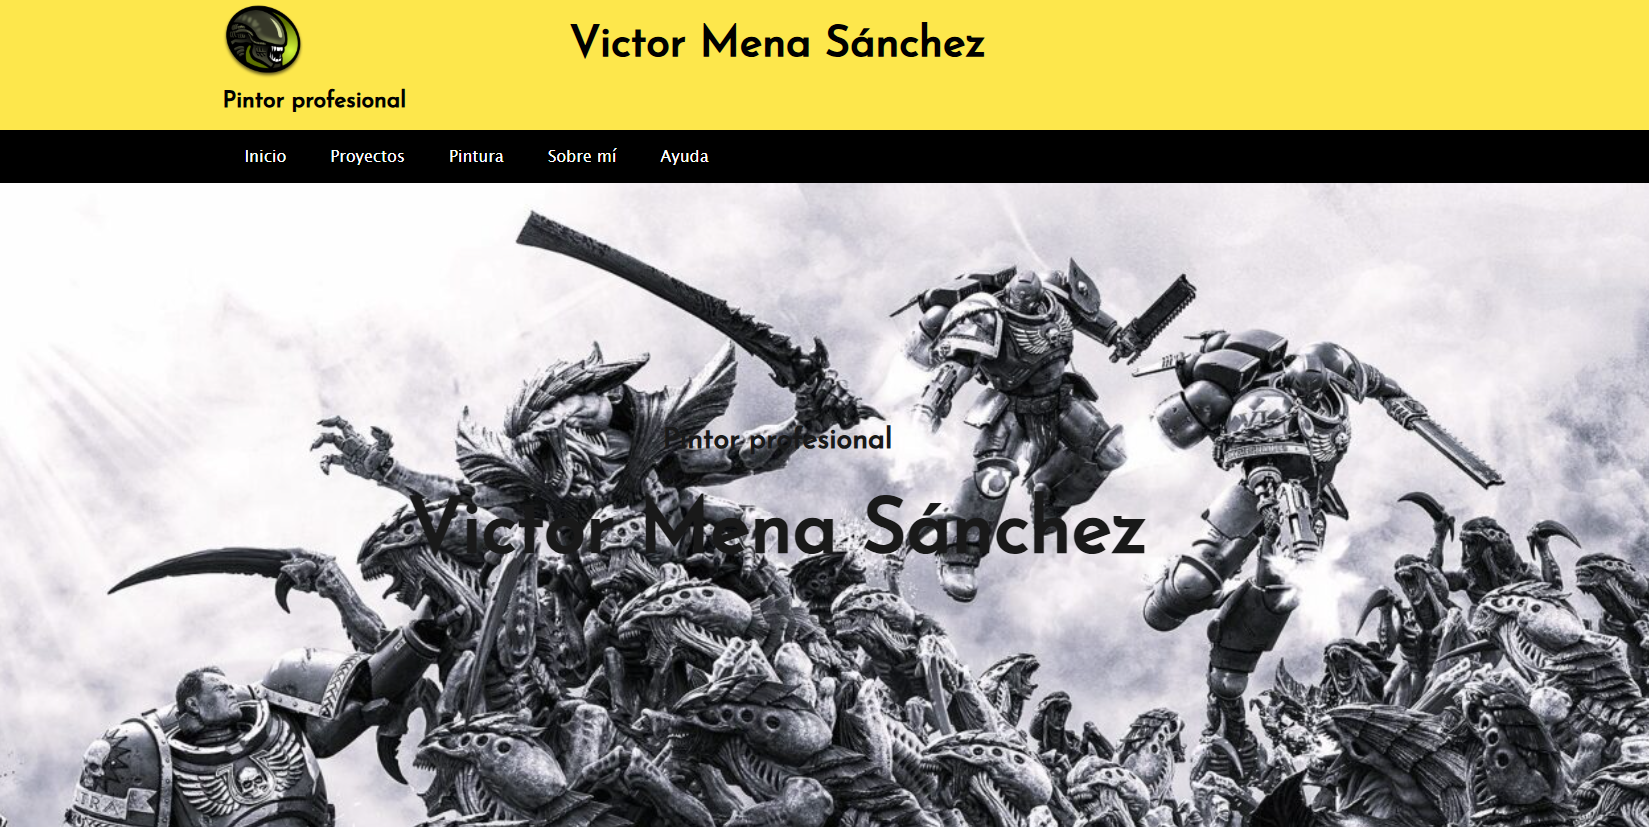 Victor Mena Sánchez
Pintor profesional
Inicio Proyectos Pintura Sobre mí Ayuda
Pintor profesional
Victor Mena Sánchez